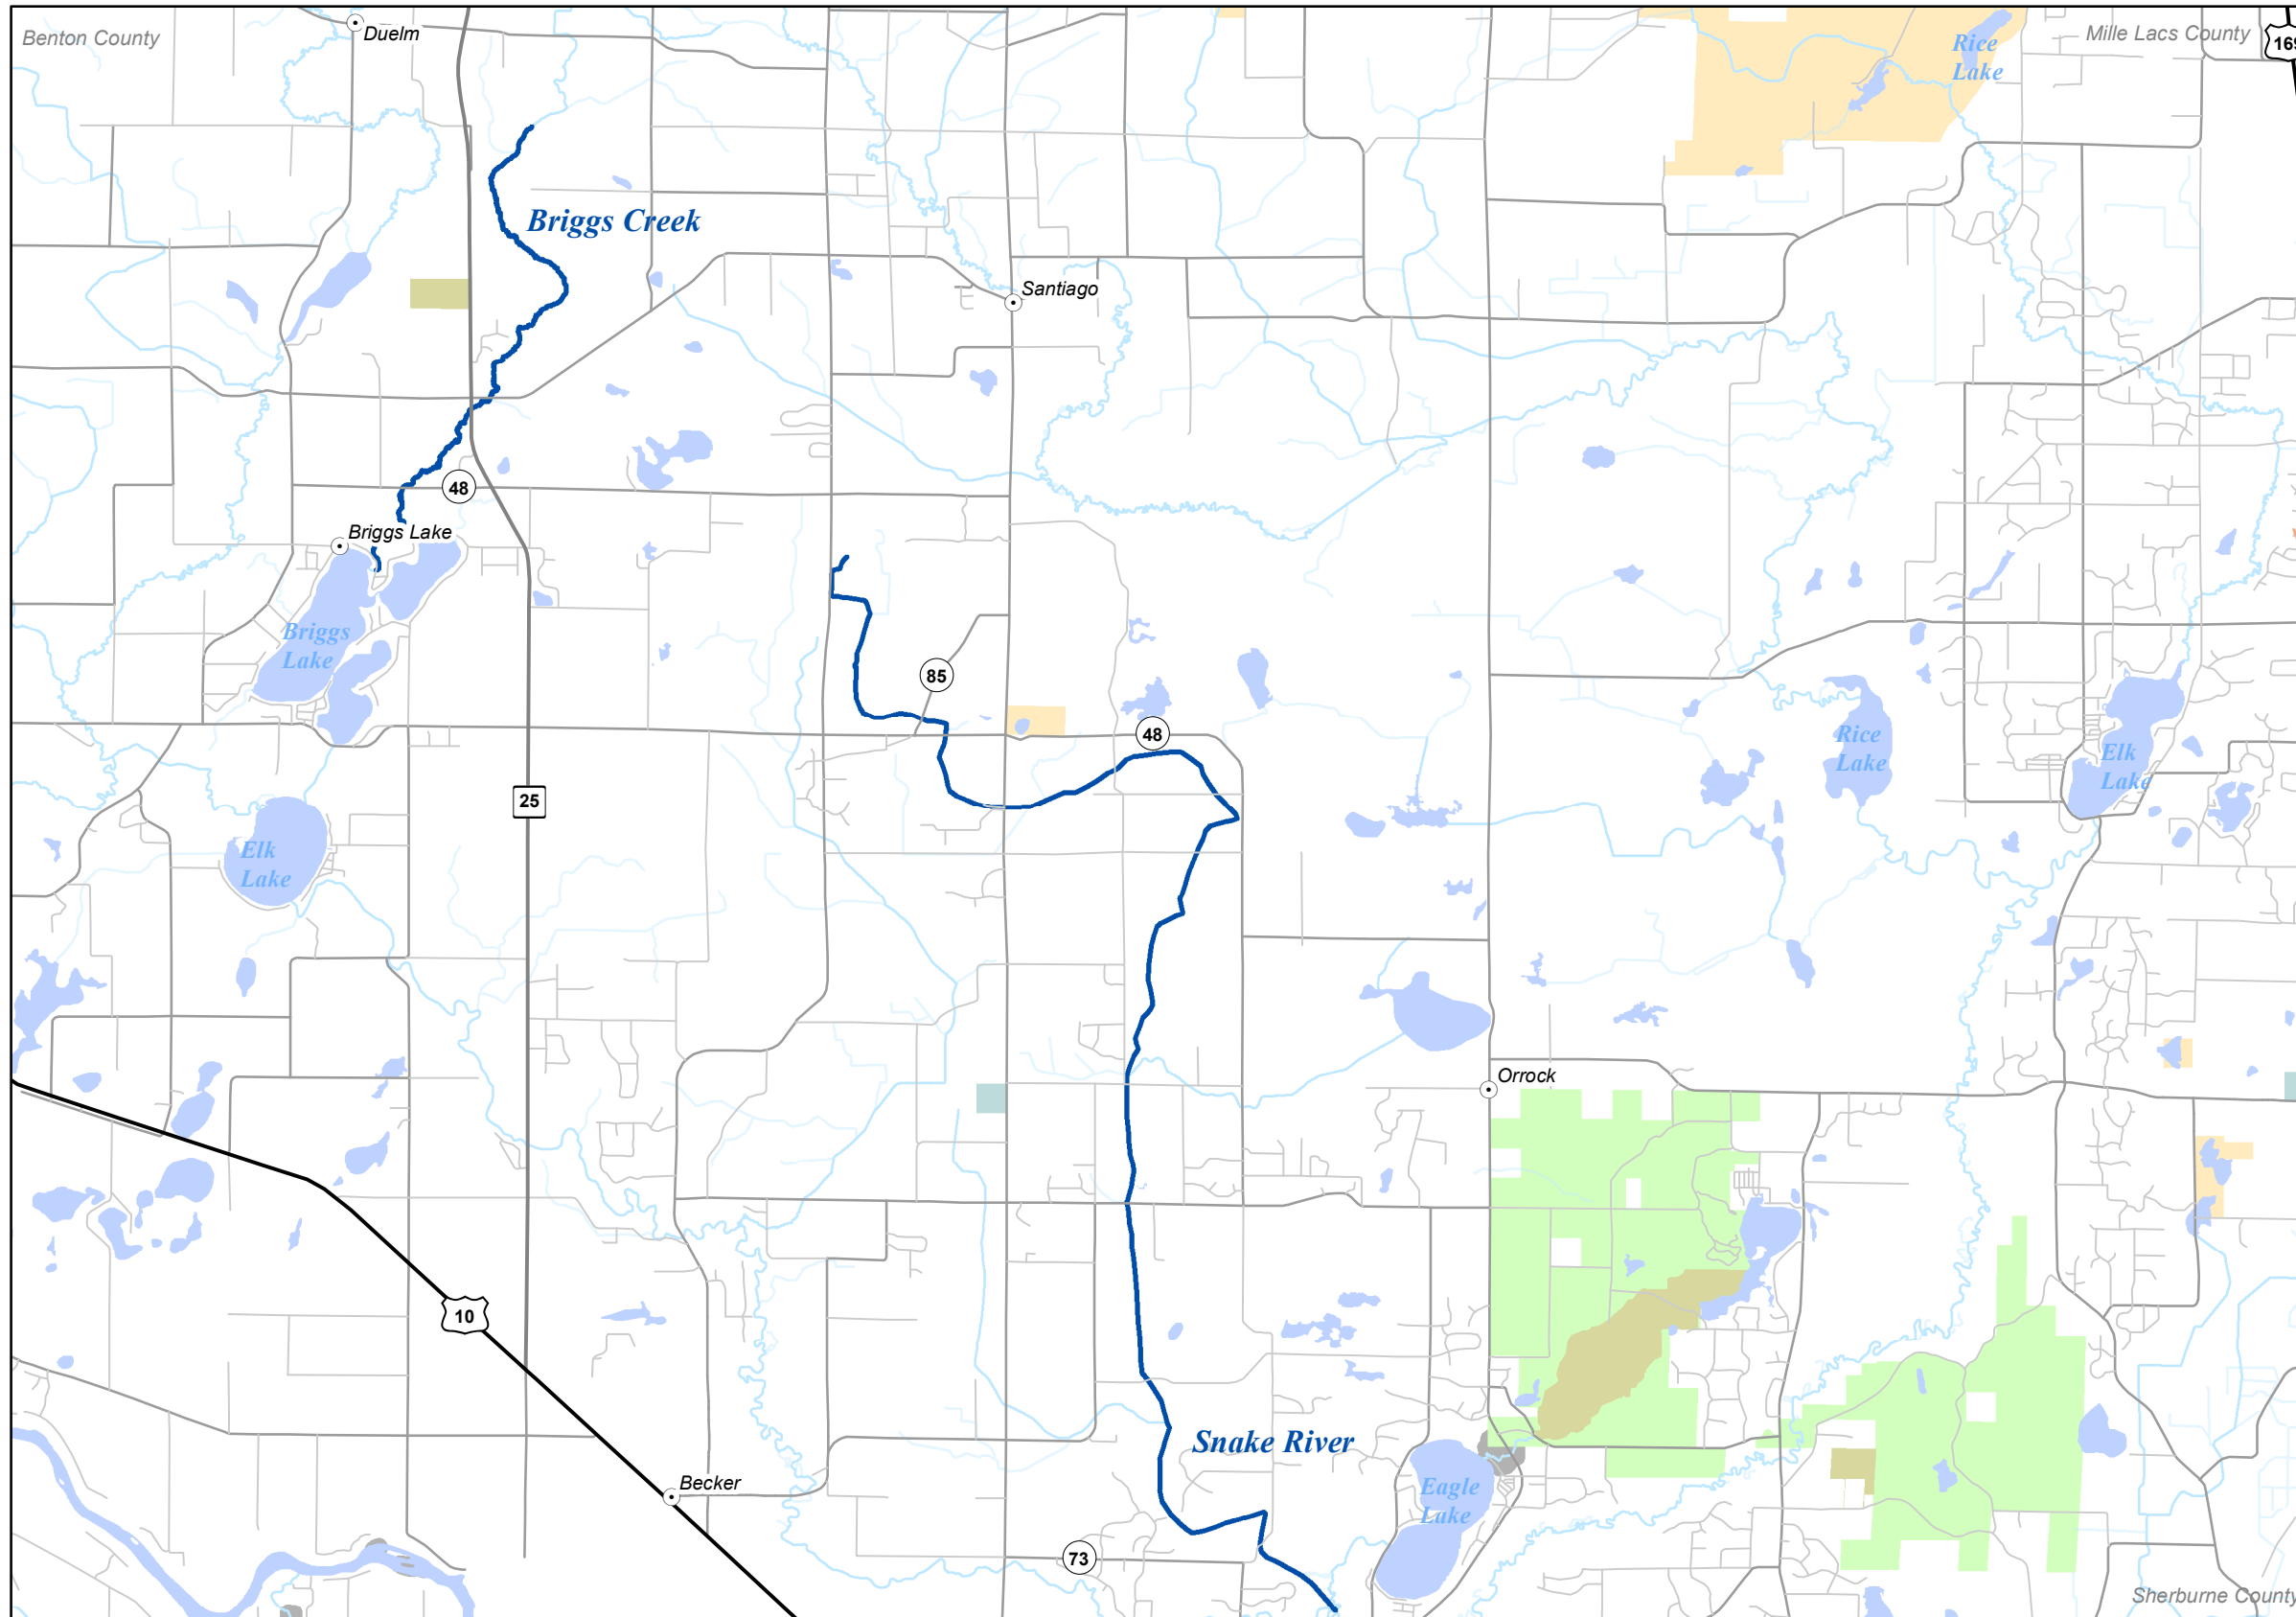 Benton County
Duelm
Rice
Lake
Mille Lacs County
Briggs Creek
Santiago
48
Briggs Lake
Briggs
Lake
85
48
Rice
Lake
Elk
Lake
25
Elk
Lake
Orrock
10
Snake River
Becker
Eagle
Lake
73
Sherburne County